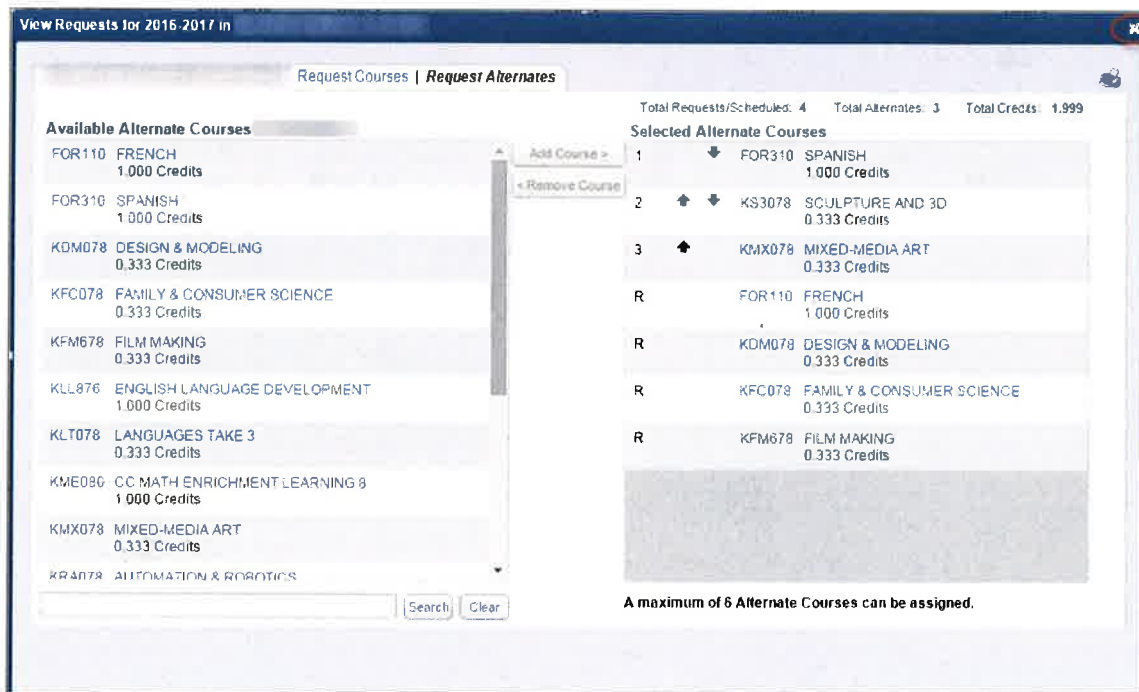 View Requests for 2016-2017 in
Request Courses | Request Alternates
Total Requests/Scheduled: 4 Total Alternates: 3 Total Credits: 1.999
Available Alternate Courses
FOR110 FRENCH
1.000 Credits
FOR310 SPANISH
1.000 Credits
KDM078 DESIGN & MODELING
0.333 Credits
KFC078 FAMILY & CONSUMER SCIENCE
0.333 Credits
KFM678 FILM MAKING
0.333 Credits
KLL876 ENGLISH LANGUAGE DEVELOPMENT
1.000 Credits
KLT078 LANGUAGES TAKE 3
0.333 Credits
KME080 CC MATH ENRICHMENT LEARNING 8
1.000 Credits
KMX078 MIXED-MEDIA ART
0.333 Credits
KRA078 AUTOMATION & ROBOTICS
Search Clear
Add Course >
< Remove Course
Selected Alternate Courses
1 FOR310 SPANISH
1.000 Credits
2 KS3078 SCULPTURE AND 3D
0.333 Credits
3 KMX078 MIXED-MEDIA ART
0.333 Credits
R FOR110 FRENCH
1.000 Credits
R KDM078 DESIGN & MODELING
0.333 Credits
R KFC078 FAMILY & CONSUMER SCIENCE
0.333 Credits
R KFM678 FILM MAKING
0.333 Credits
A maximum of 6 Alternate Courses can be assigned.